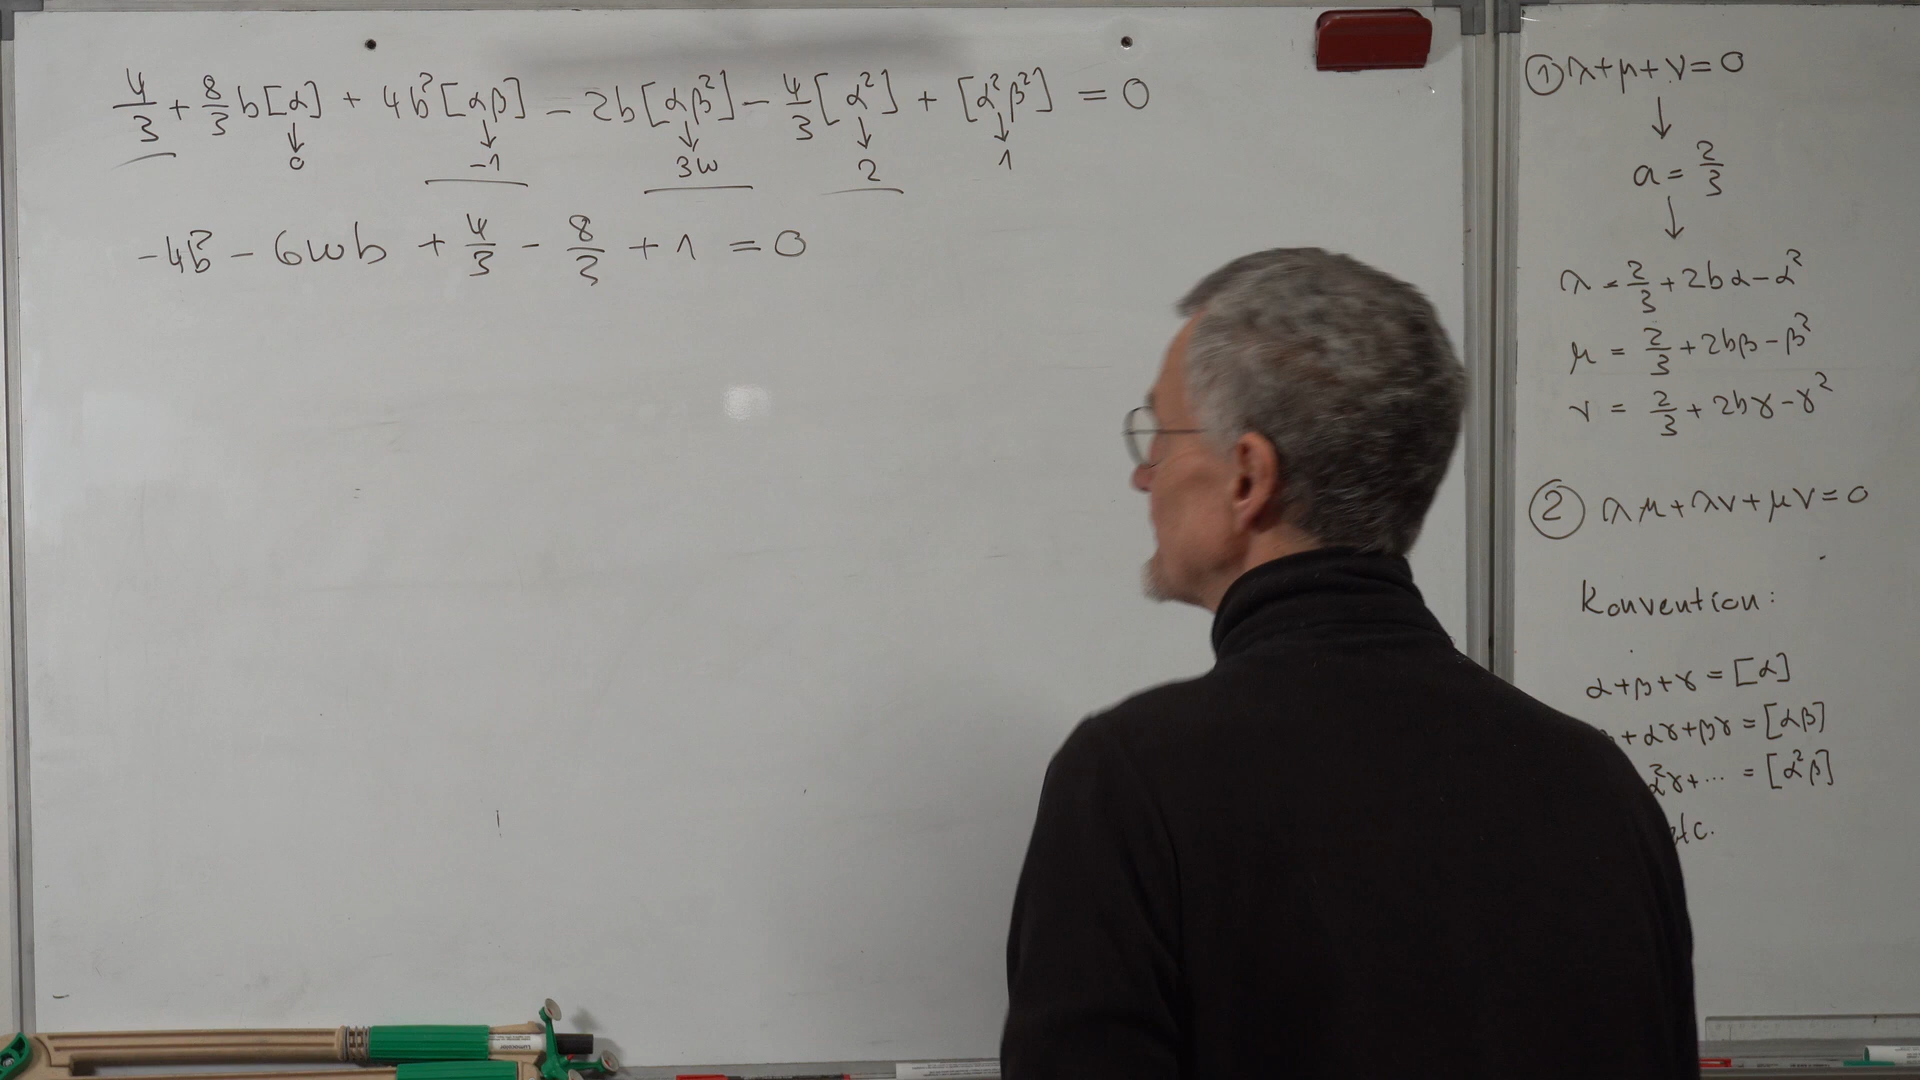 4/3 + 8/3 b[α] + 4b²[αβ] − 2b[αβ²] − 4/3[α²] + [α²β²] = 0
↓ ↓ ↓ ↓ ↓
0 −1 3w 2 1
−4b² − 6wb + 4/3 − 8/3 + 1 = 0
① λ+μ+ν=0
↓
a = 2/3
↓
λ = 2/3 + 2bα − α²
μ = 2/3 + 2bβ − β²
ν = 2/3 + 2bγ − γ²
② λμ + λν + μν = 0
Konvention:
α+β+γ = [α]
+ αγ + βγ = [αβ]
α²γ + ... = [α²β]
etc.